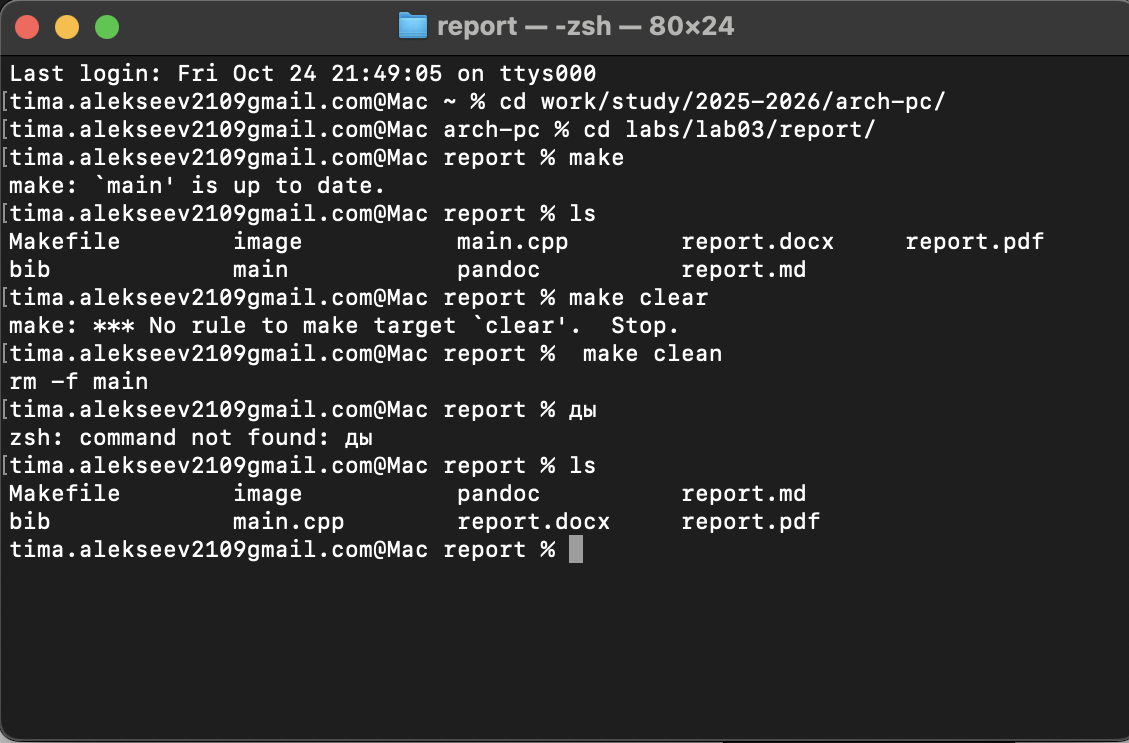 report — -zsh — 80×24
Last login: Fri Oct 24 21:49:05 on ttys000
[tima.alekseev2109gmail.com@Mac ~ % cd work/study/2025-2026/arch-pc/
[tima.alekseev2109gmail.com@Mac arch-pc % cd labs/lab03/report/
[tima.alekseev2109gmail.com@Mac report % make
make: `main' is up to date.
[tima.alekseev2109gmail.com@Mac report % ls
Makefile        image           main.cpp        report.docx     report.pdf
bib             main            pandoc          report.md
[tima.alekseev2109gmail.com@Mac report % make clear
make: *** No rule to make target `clear'.  Stop.
[tima.alekseev2109gmail.com@Mac report %  make clean
rm -f main
[tima.alekseev2109gmail.com@Mac report % ды
zsh: command not found: ды
[tima.alekseev2109gmail.com@Mac report % ls
Makefile        image           pandoc          report.md
bib             main.cpp        report.docx     report.pdf
tima.alekseev2109gmail.com@Mac report %